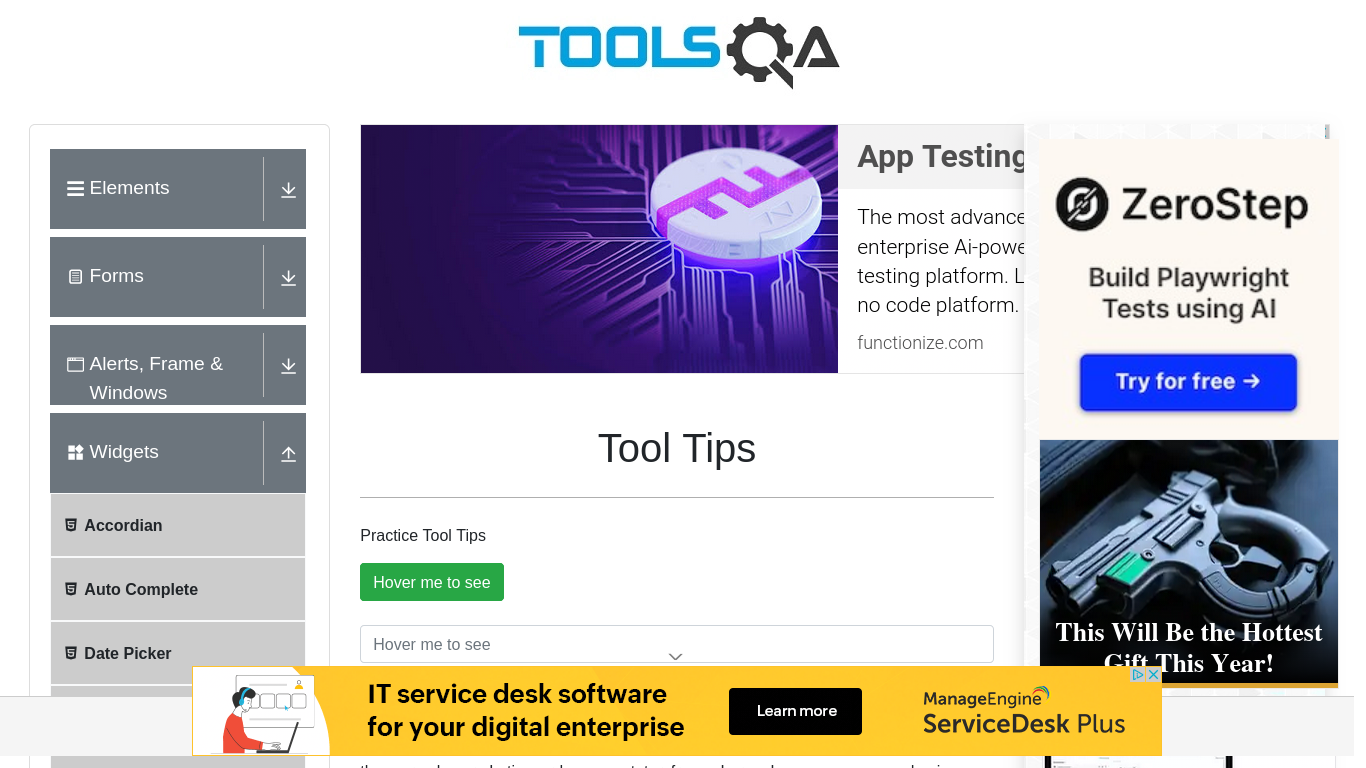 TOOLSQA
Elements
Forms
Alerts, Frame &
Windows
Widgets
Accordian
Auto Complete
Date Picker
App Testing
The most advance
enterprise Ai-powe
testing platform. L
no code platform.
functionize.com
Tool Tips
Practice Tool Tips
Hover me to see
Hover me to see
ZeroStep
Build Playwright
Tests using AI
Try for free →
This Will Be the Hottest
Gift This Year!
IT service desk software
for your digital enterprise
Learn more
ManageEngine
ServiceDesk Plus